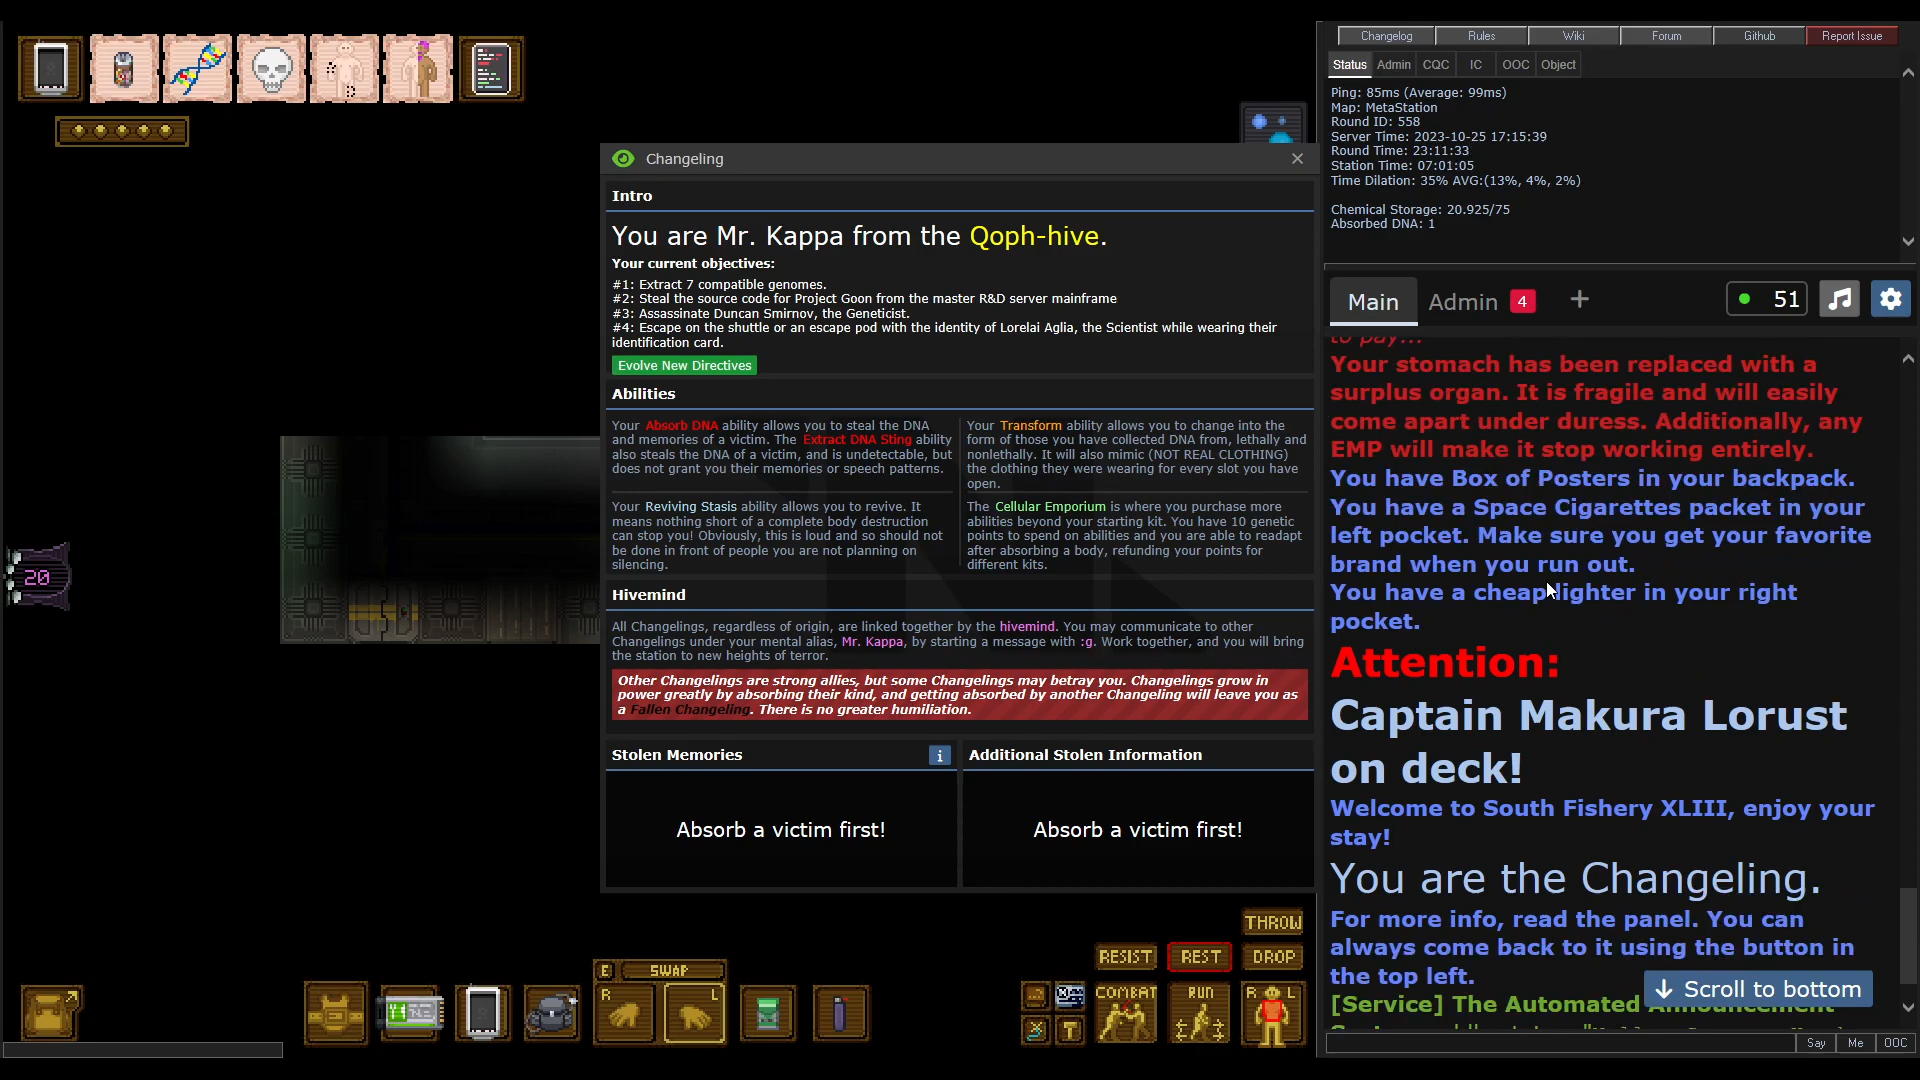 Changelog Rules Wiki Forum Github Report Issue
Status Admin CQC IC OOC Object
Ping: 85ms (Average: 99ms)
Map: MetaStation
Round ID: 558
Server Time: 2023-10-25 17:15:39
Round Time: 23:11:33
Station Time: 07:01:05
Time Dilation: 35% AVG:(13%, 4%, 2%)
Chemical Storage: 20.925/75
Absorbed DNA: 1
Changeling
Intro
You are Mr. Kappa from the Qoph-hive.
Your current objectives:
#1: Extract 7 compatible genomes.
#2: Steal the source code for Project Goon from the master R&D server mainframe
#3: Assassinate Duncan Smirnov, the Geneticist.
#4: Escape on the shuttle or an escape pod with the identity of Lorelai Aglia, the Scientist while wearing their
identification card.
Evolve New Directives
Abilities
Your Absorb DNA ability allows you to steal the DNA
and memories of a victim. The Extract DNA Sting ability
also steals the DNA of a victim, and is undetectable, but
does not grant you their memories or speech patterns.
Your Transform ability allows you to change into the
form of those you have collected DNA from, lethally and
nonlethally. It will also mimic (NOT REAL CLOTHING)
the clothing they were wearing for every slot you have
open.
Your Reviving Stasis ability allows you to revive. It
means nothing short of a complete body destruction
can stop you! Obviously, this is loud and so should not
be done in front of people you are not planning on
silencing.
The Cellular Emporium is where you purchase more
abilities beyond your starting kit. You have 10 genetic
points to spend on abilities and you are able to readapt
after absorbing a body, refunding your points for
different kits.
Hivemind
All Changelings, regardless of origin, are linked together by the hivemind. You may communicate to other
Changelings under your mental alias, Mr. Kappa, by starting a message with :g. Work together, and you will bring
the station to new heights of terror.
Other Changelings are strong allies, but some Changelings may betray you. Changelings grow in
power greatly by absorbing their kind, and getting absorbed by another Changeling will leave you as
a Fallen Changeling. There is no greater humiliation.
Stolen Memories
Absorb a victim first!
Additional Stolen Information
Absorb a victim first!
Main Admin 4 + 51
to pay...
Your stomach has been replaced with a
surplus organ. It is fragile and will easily
come apart under duress. Additionally, any
EMP will make it stop working entirely.
You have Box of Posters in your backpack.
You have a Space Cigarettes packet in your
left pocket. Make sure you get your favorite
brand when you run out.
You have a cheap lighter in your right
pocket.
Attention:
Captain Makura Lorust
on deck!
Welcome to South Fishery XLIII, enjoy your
stay!
You are the Changeling.
For more info, read the panel. You can
always come back to it using the button in
the top left.
[Service] The Automated Announcement
Scroll to bottom
Say Me OOC
20
THROW
RESIST REST DROP
E SWAP
R L
COMBAT RUN R L
T